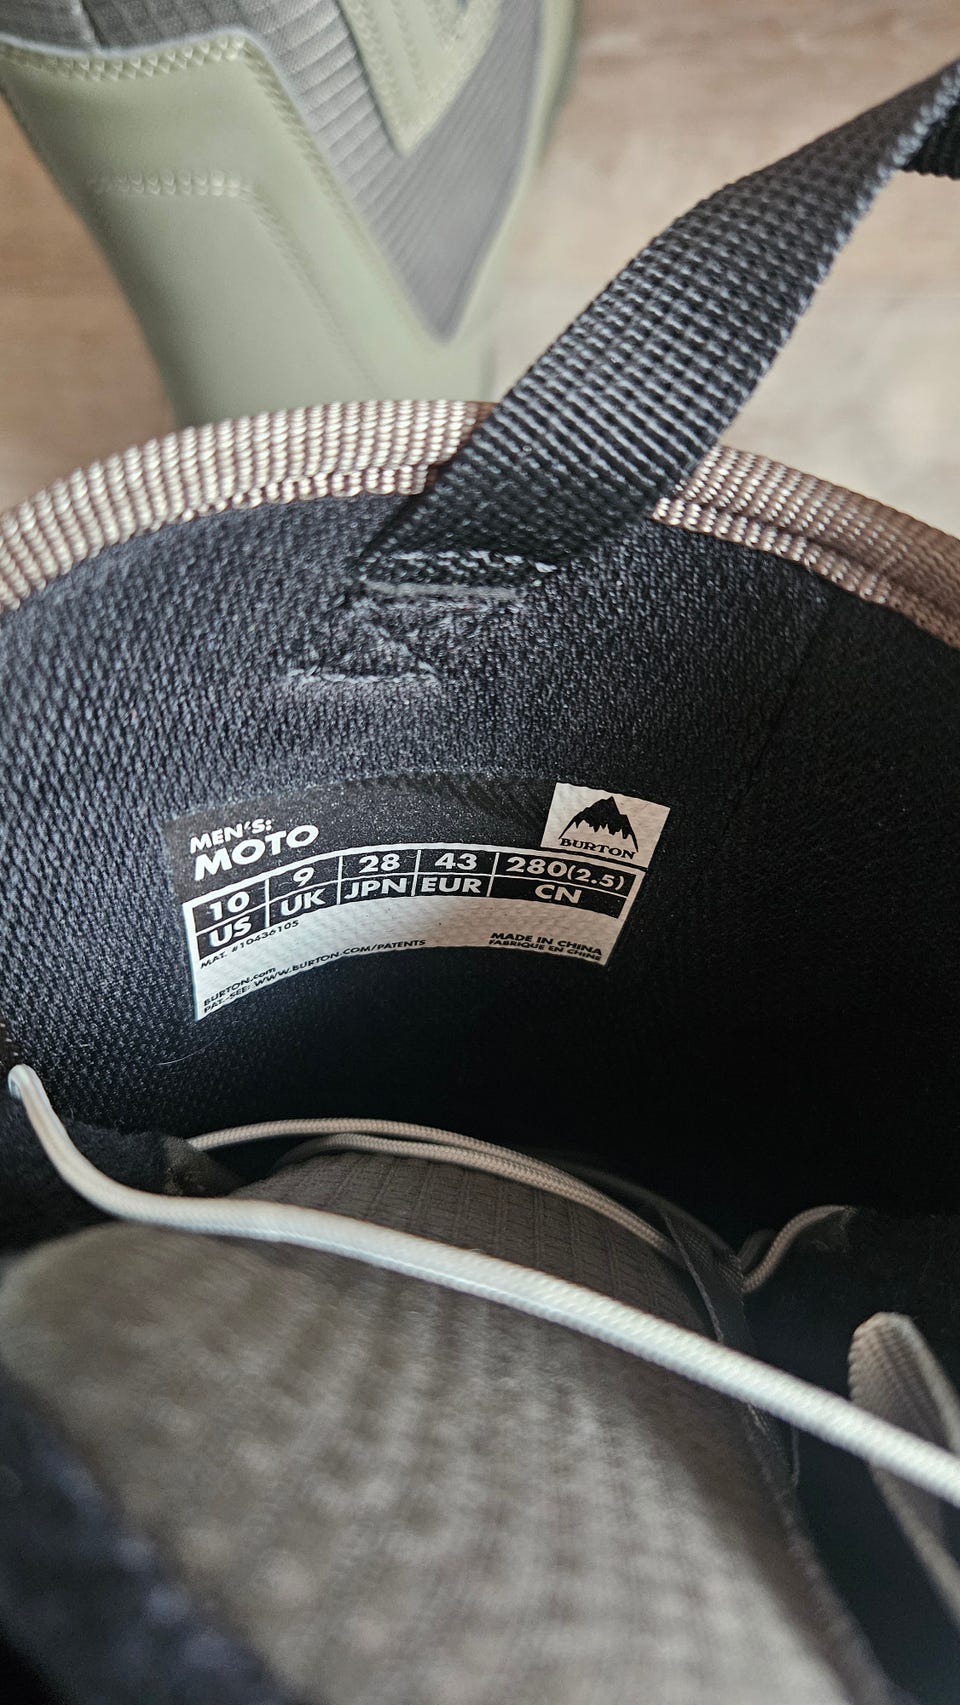 MEN'S:
MOTO
BURTON
10 9 28 43 280(2.5)
US UK JPN EUR CN
MAT. #10436105
MADE IN CHINA
FABRIQUE EN CHINE
BURTON.com
PAT.-SEE: WWW.BURTON.COM/PATENTS